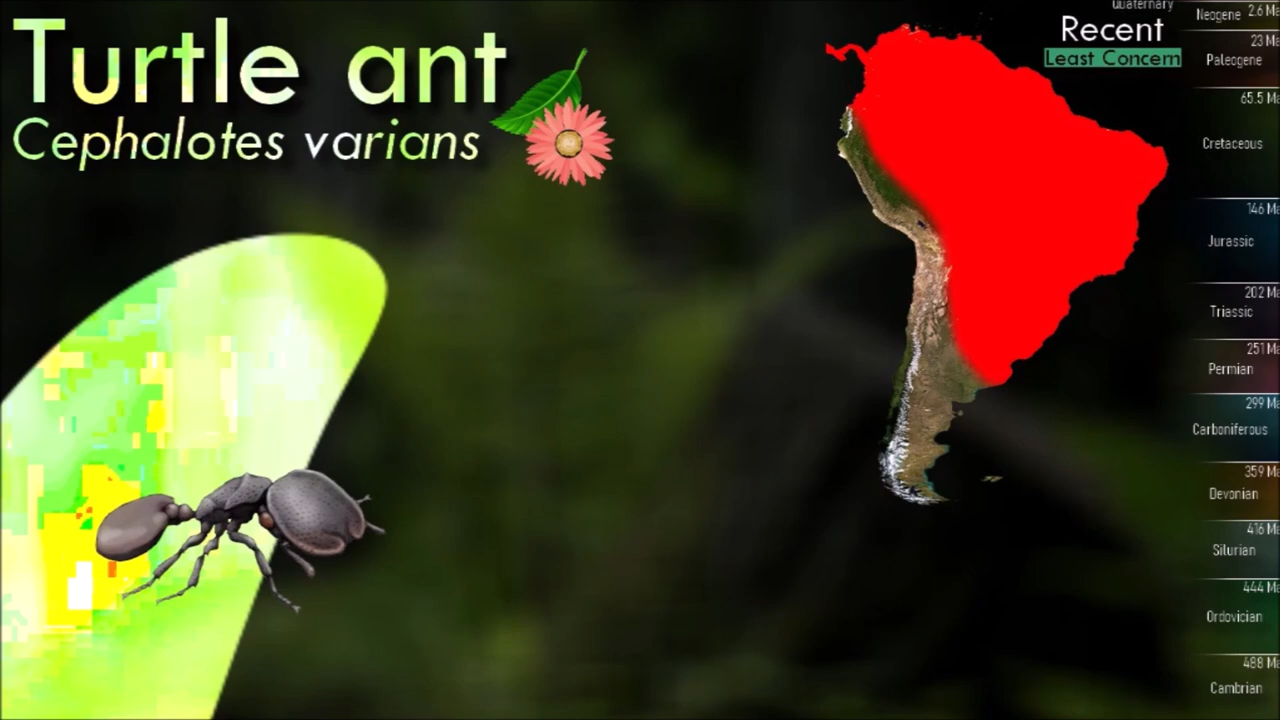 Turtle ant
Cephalotes varians
Quaternary
Recent
Least Concern
Neogene 2.6 Ma
23 Ma
Paleogene
65.5 Ma
Cretaceous
146 Ma
Jurassic
202 Ma
Triassic
251 Ma
Permian
299 Ma
Carboniferous
359 Ma
Devonian
416 Ma
Silurian
444 Ma
Ordovician
488 Ma
Cambrian